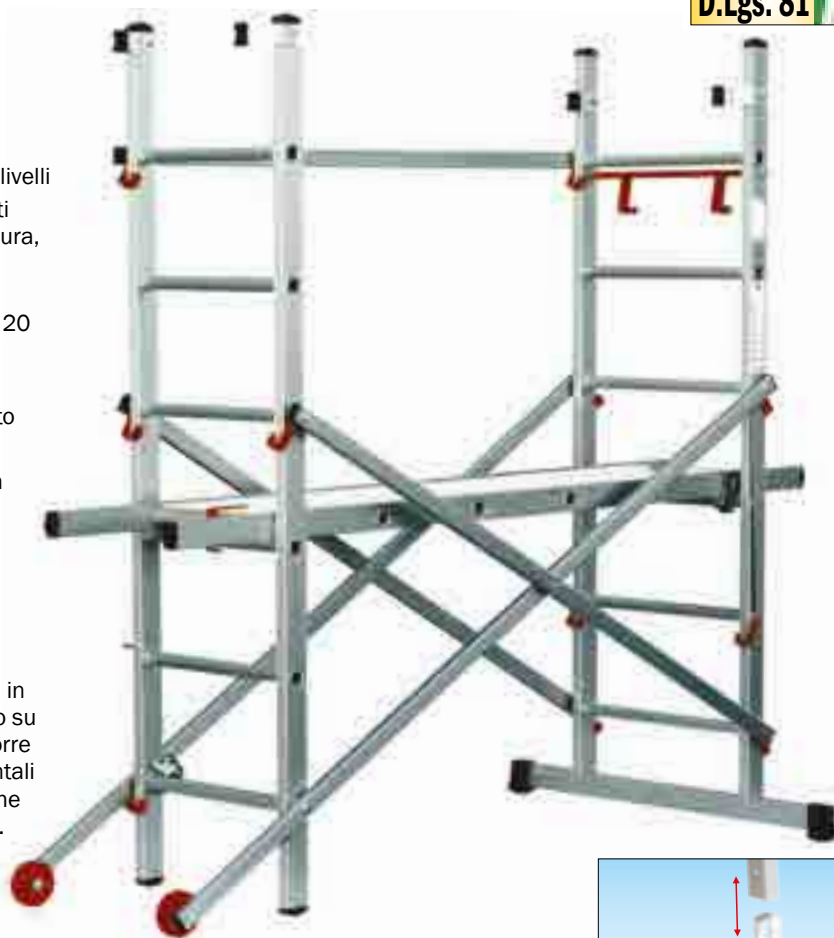 D.Lgs. 81
livelli
ti
ura,
20
to
in
o su
orre
ntali
ne
.